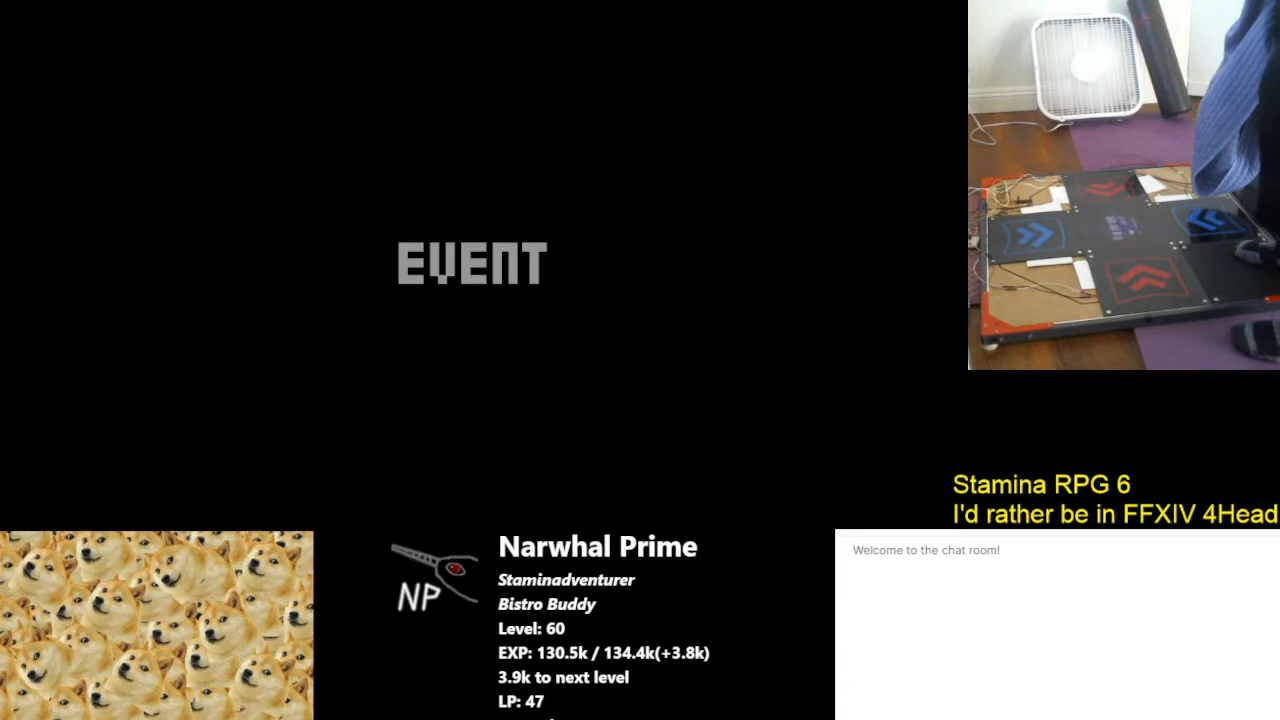 EVENT
Stamina RPG 6
I'd rather be in FFXIV 4Head
Narwhal Prime
Staminadventurer
Bistro Buddy
Level: 60
EXP: 130.5k / 134.4k(+3.8k)
3.9k to next level
LP: 47
NP
Welcome to the chat room!